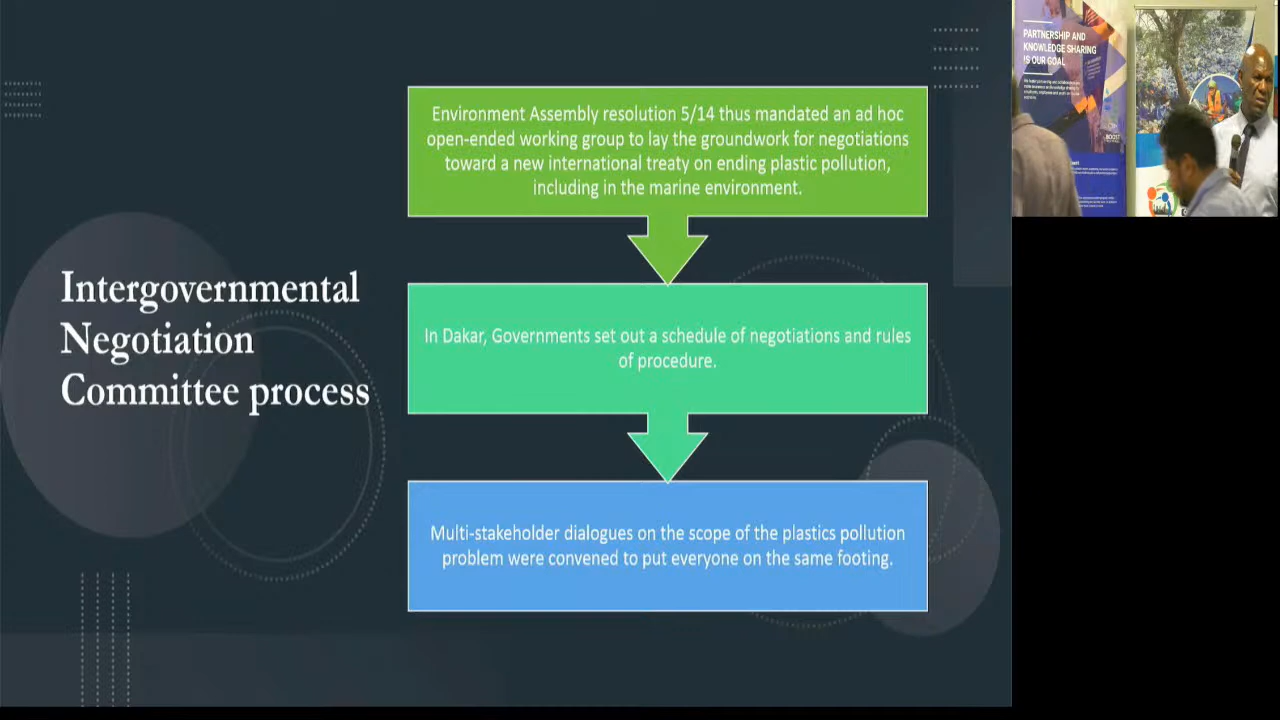 Intergovernmental
Negotiation
Committee process
Environment Assembly resolution 5/14 thus mandated an ad hoc
open-ended working group to lay the groundwork for negotiations
toward a new international treaty on ending plastic pollution,
including in the marine environment.
In Dakar, Governments set out a schedule of negotiations and rules
of procedure.
Multi-stakeholder dialogues on the scope of the plastics pollution
problem were convened to put everyone on the same footing.
PARTNERSHIP AND
KNOWLEDGE SHARING
IS OUR GOAL